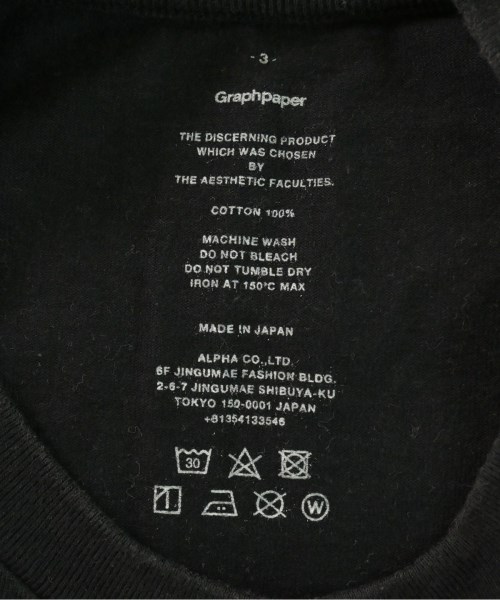 - 3 -
Graphpaper
THE DISCERNING PRODUCT
WHICH WAS CHOSEN
BY
THE AESTHETIC FACULTIES.
COTTON 100%
MACHINE WASH
DO NOT BLEACH
DO NOT TUMBLE DRY
IRON AT 150°C MAX
MADE IN JAPAN
ALPHA CO.,LTD.
6F JINGUMAE FASHION BLDG.
2-6-7 JINGUMAE SHIBUYA-KU
TOKYO 150-0001 JAPAN
+81354133546
30
W